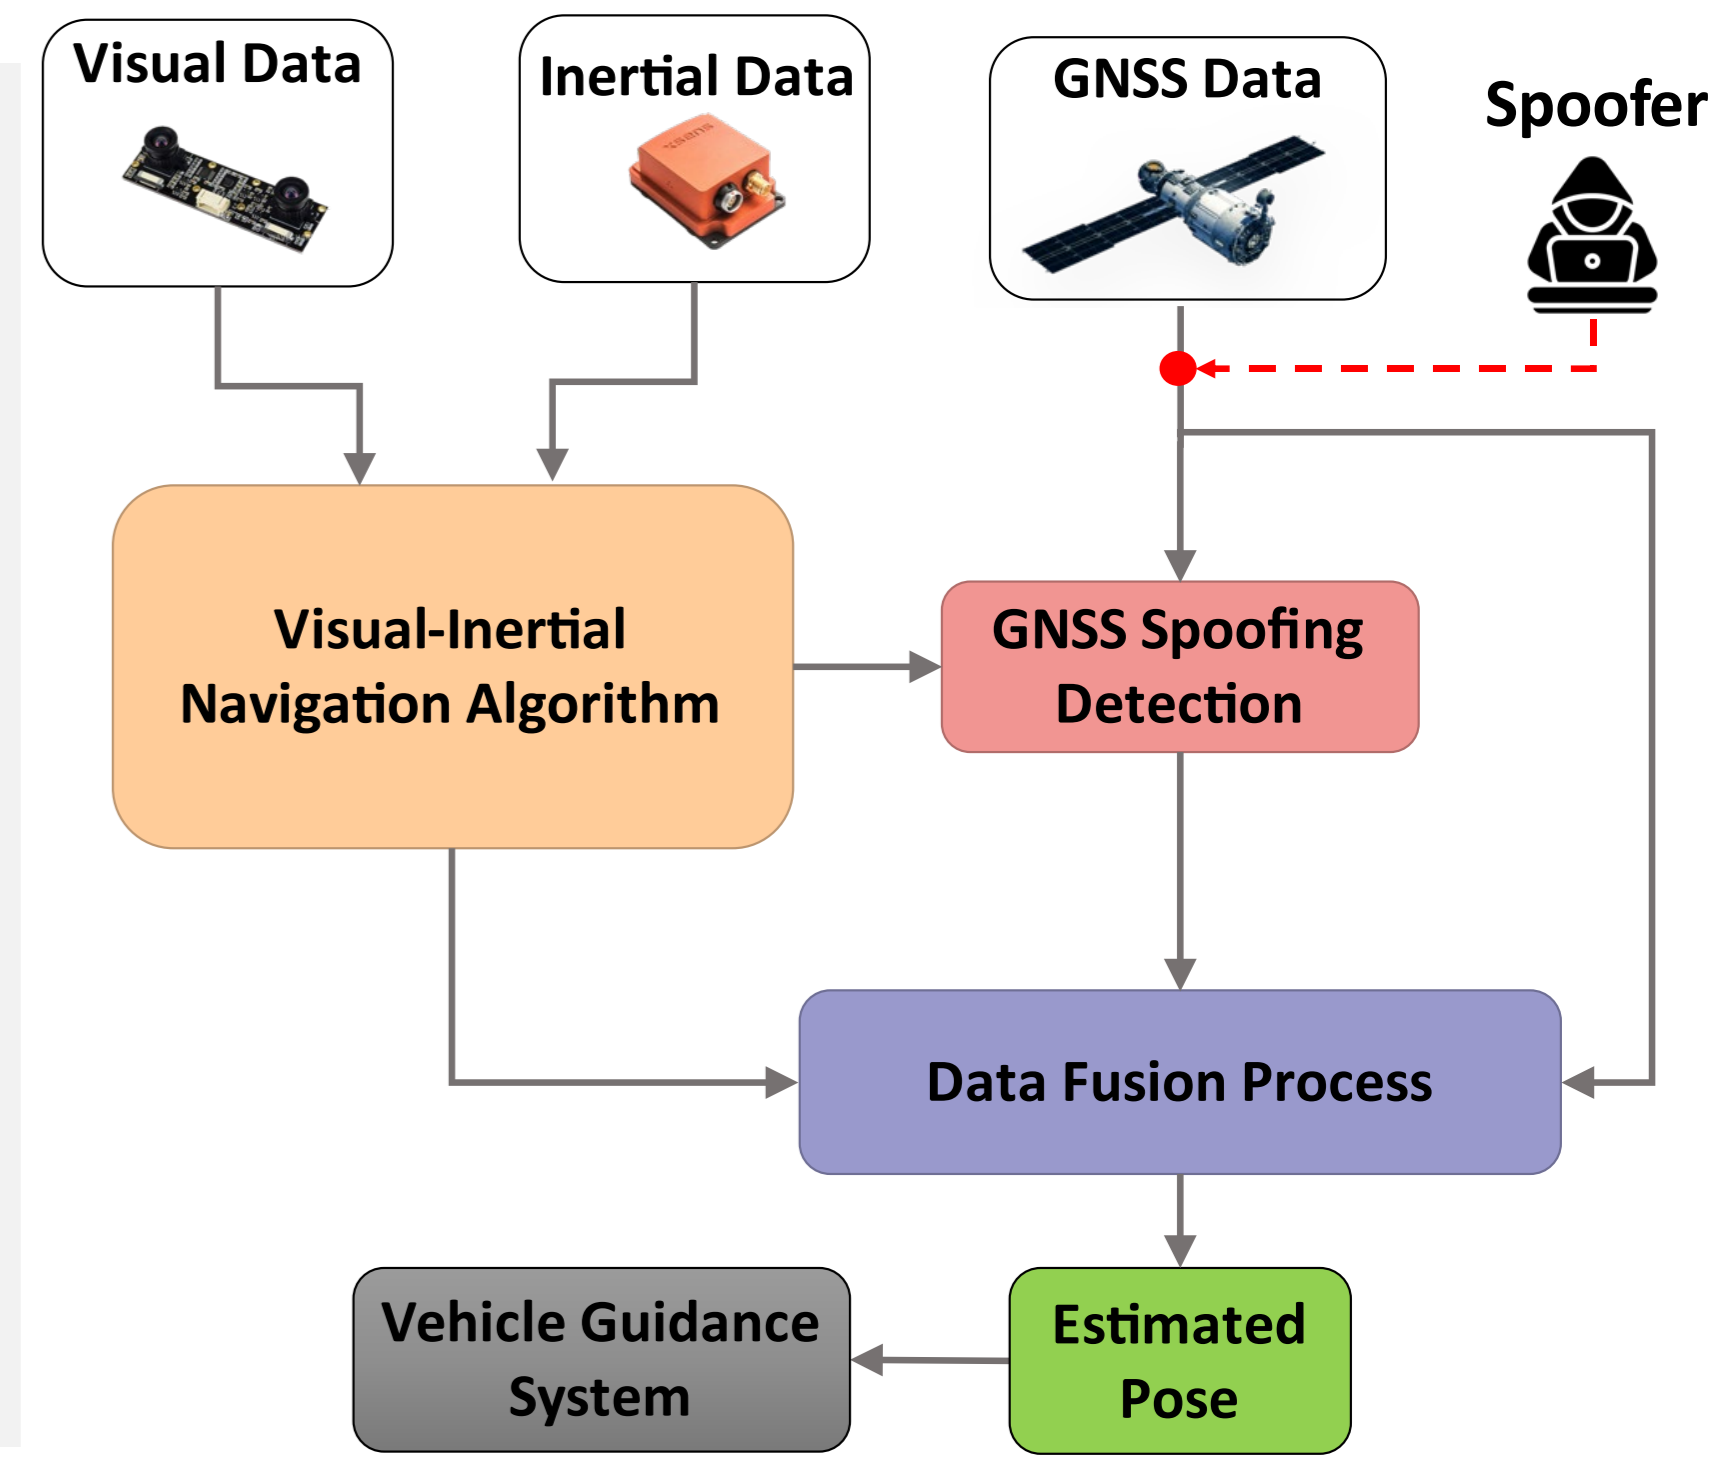 Visual Data
Inertial Data
xsens
GNSS Data
Spoofer
Visual-Inertial
Navigation Algorithm
GNSS Spoofing
Detection
Data Fusion Process
Vehicle Guidance
System
Estimated
Pose